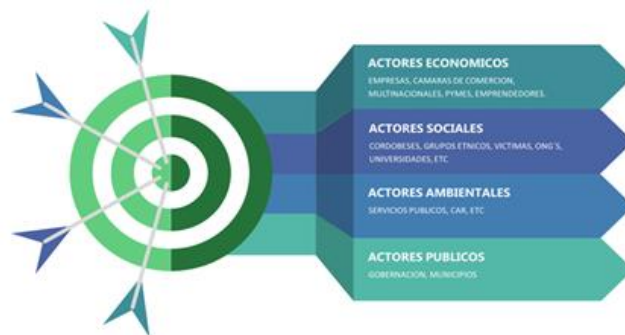 ACTORES ECONOMICOS
EMPRESAS, CAMARAS DE COMERCION,
MULTINACIONALES, PYMES, EMPRENDEDORES.
ACTORES SOCIALES
CORDOBESES, GRUPOS ETNICOS, VICTIMAS, ONG´S,
UNIVERSIDADES, ETC
ACTORES AMBIENTALES
SERVICIOS PUBLICOS, CAR, ETC
ACTORES PUBLICOS
GOBERNACION, MUNICIPIOS